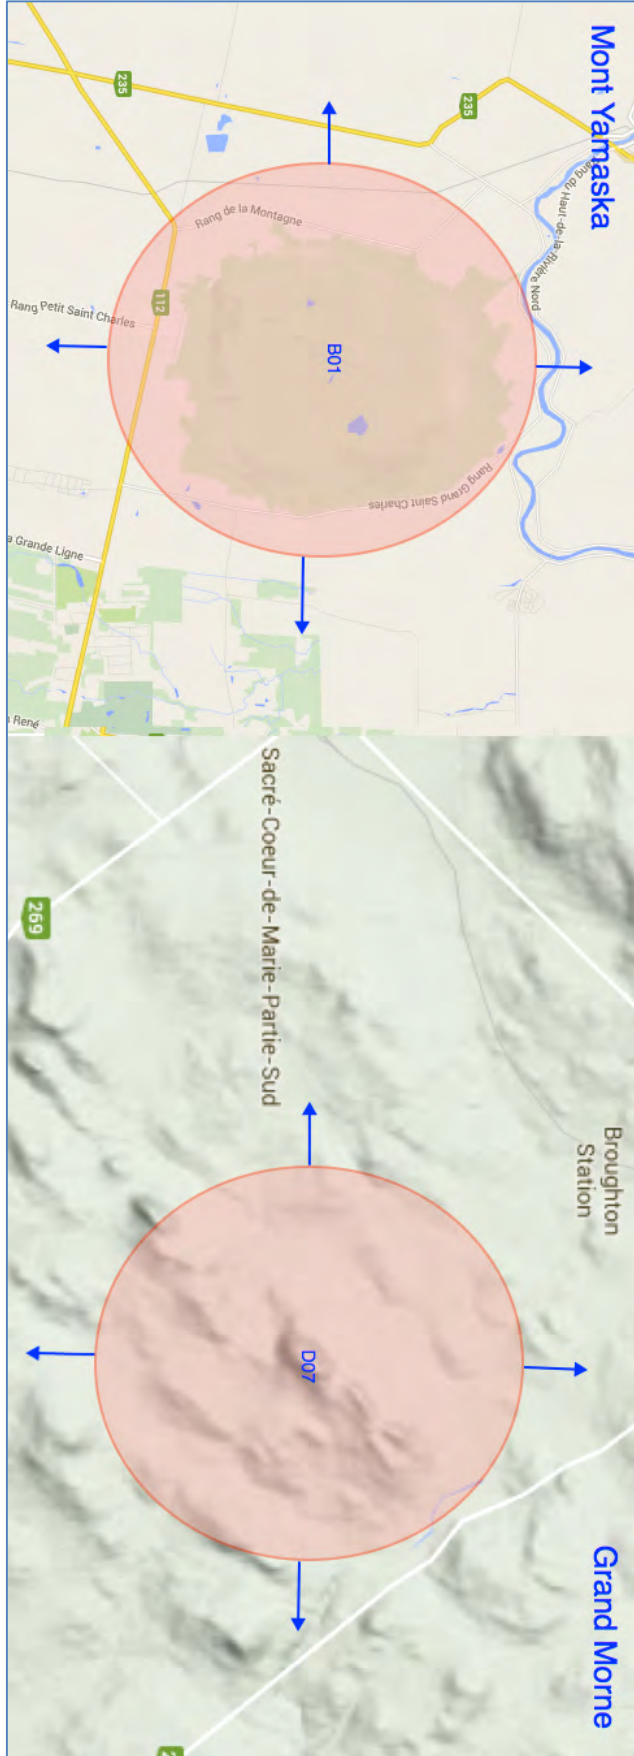 Mont Yamaska
235
235
Rang du Haut-de-la-Rivière Nord
Rang de la Montagne
112
Rang
Petit Saint Charles
B01
Rang Grand Saint Charles
a Grande Ligne
René
Sacré-Coeur-de-Marie-Partie-Sud
269
Broughton
Station
D07
Grand Morne